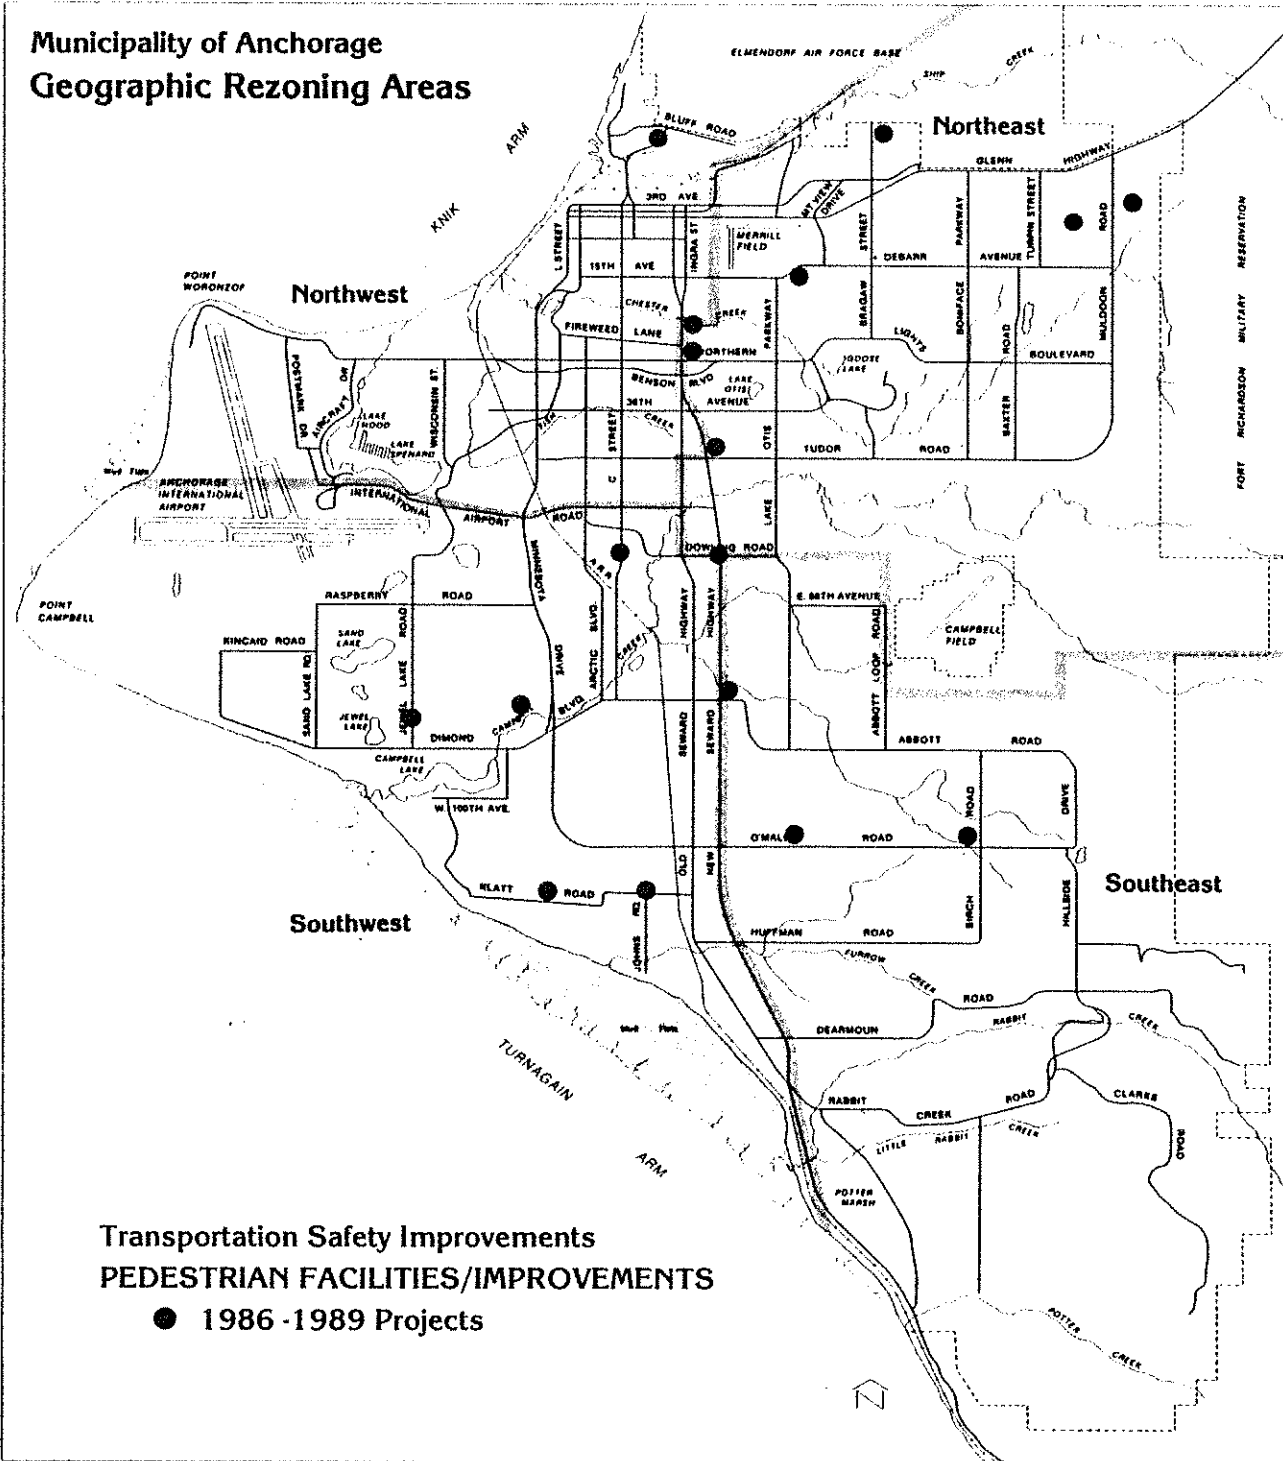 Municipality of Anchorage
Geographic Rezoning Areas
ELMENDORF AIR FORCE BASE
SHIP
CREEK
BLUFF ROAD
Northeast
GLENN
HIGHWAY
ARM
KNIK
3RD AVE.
MT VIEW
DRIVE
STREET
PARKWAY
TURPIN STREET
ROAD
FORT RICHARDSON MILITARY RESERVATION
L STREET
INGRA ST
MERRILL
FIELD
DEBARR
AVENUE
15TH AVE
POINT
WORONZOF
Northwest
CHESTER
CREEK
FIREWEED LANE
PARKWAY
BRAGAW
BONIFACE
MULDON
LIGHTS
ROAD
BOULEVARD
NORTHERN
GOOSE
LAKE
BENSON BLVD
LAKE
OTIS
36TH
AVENUE
POSTMARK DR.
AIRCRAFT
RD
WISCONSIN ST.
LAKE
HOOD
LAKE
SPENARD
FISH
CREEK
STREET
C
BAXTER
OTIS
TUDOR
ROAD
LAKE
ANCHORAGE
INTERNATIONAL
AIRPORT
INTERNATIONAL
AIRPORT
ROAD
DOWLING ROAD
MINNESOTA
DRIVE
A.R.R.
ARCTIC BLVD.
HIGHWAY
HIGHWAY
E. 68TH AVENUE
CAMPBELL
FIELD
ABBOTT LOOP ROAD
POINT
CAMPBELL
RASPBERRY
ROAD
KINCAID ROAD
SAND
LAKE
SAND LAKE RD.
JEWEL LAKE ROAD
CREEK
JEWEL
LAKE
DIMOND
BLVD.
CAMPBELL
LAKE
W. 100TH AVE.
OLD
SEWARD
NEW
SEWARD
ABBOTT
ROAD
ROAD
DRIVE
ROAD
BIRCH
HILLSIDE
Southeast
KLATT
ROAD
JOHNS RD.
Southwest
HUFFMAN
ROAD
FURROW
CREEK
ROAD
DEARMOUN
RABBIT
CREEK
TURNAGAIN
ARM
RABBIT
CREEK
ROAD
CLARKE
ROAD
LITTLE
RABBIT
CREEK
POTTER
MARSH
POTTER
CREEK
Transportation Safety Improvements
PEDESTRIAN FACILITIES/IMPROVEMENTS
1986 -1989 Projects